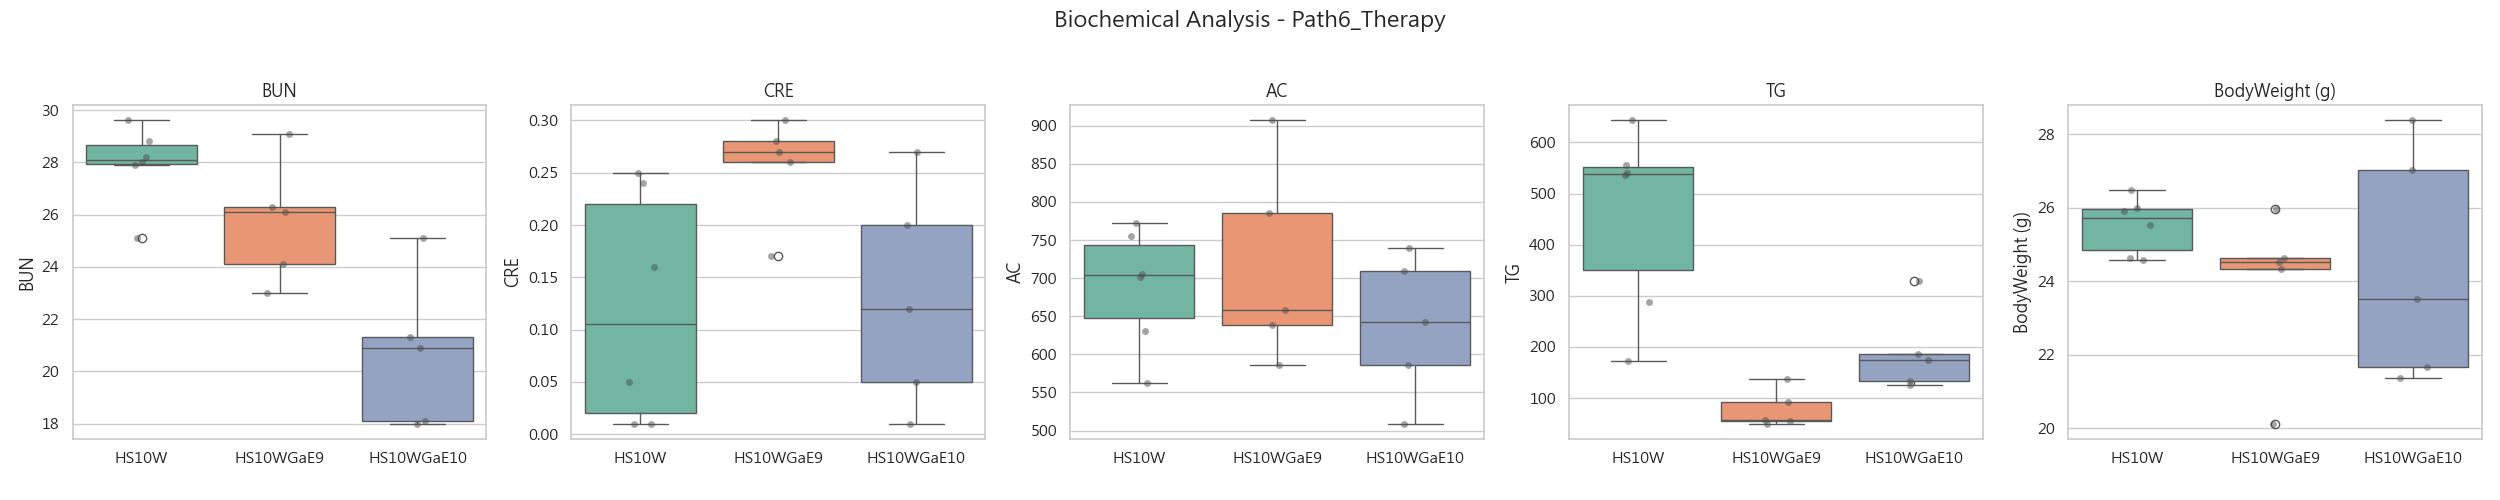 Biochemical Analysis - Path6_Therapy
BUN
BUN
30
28
26
24
22
20
18
HS10W HS10WGaE9 HS10WGaE10
CRE
CRE
0.30
0.25
0.20
0.15
0.10
0.05
0.00
HS10W HS10WGaE9 HS10WGaE10
AC
AC
900
850
800
750
700
650
600
550
500
HS10W HS10WGaE9 HS10WGaE10
TG
TG
600
500
400
300
200
100
HS10W HS10WGaE9 HS10WGaE10
BodyWeight (g)
BodyWeight (g)
28
26
24
22
20
HS10W HS10WGaE9 HS10WGaE10